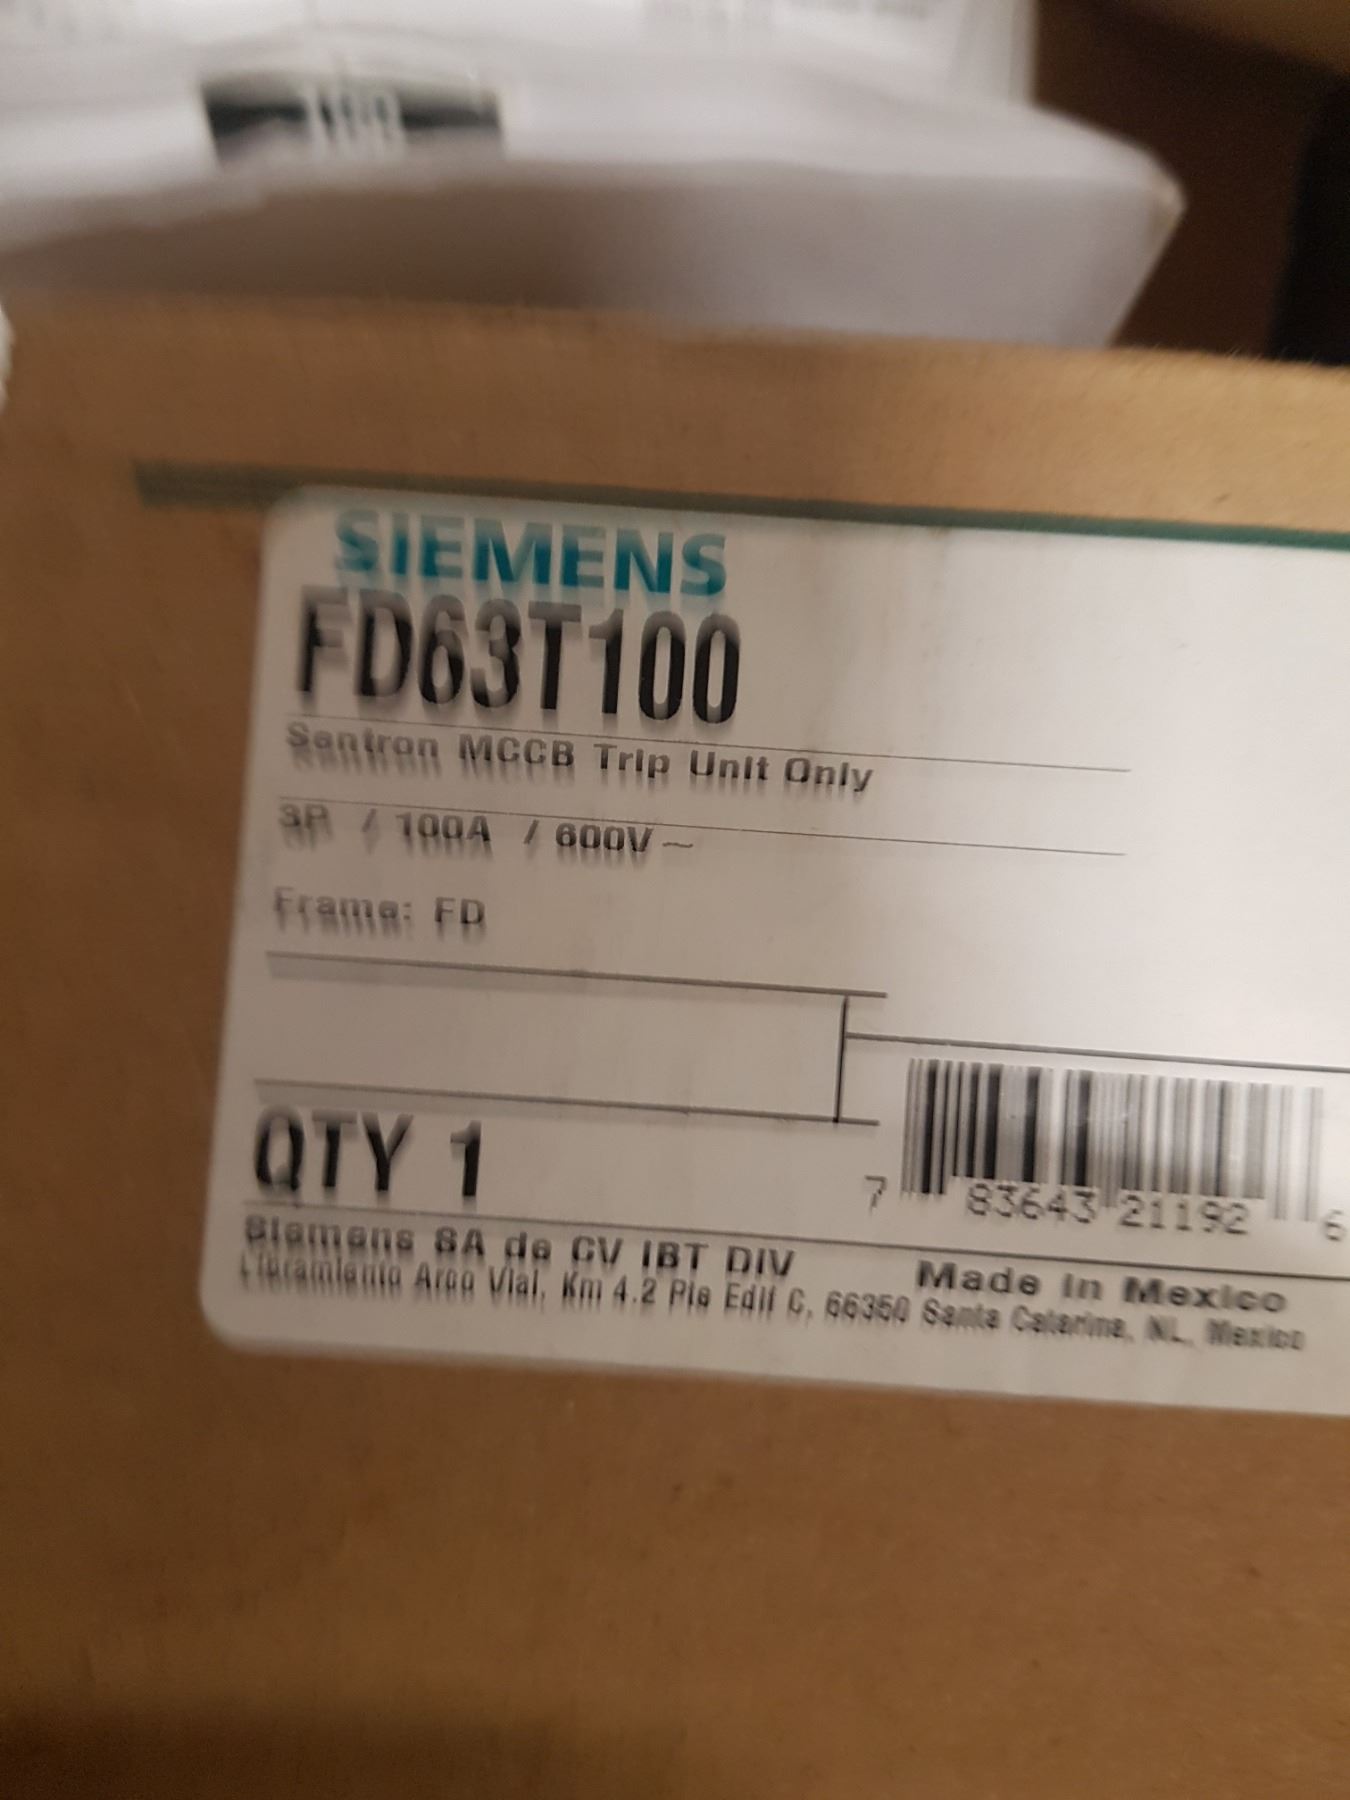 SIEMENS
FD63T100
Sentron MCCB Trip Unit Only
3P / 100A / 600V~
Frame: FD
QTY 1
7 83643 21192 6
Siemens SA de CV IBT DIV
Made in Mexico
Libramiento Arco Vial, Km 4.2 Pte Edif C, 66350 Santa Catarina, NL, Mexico